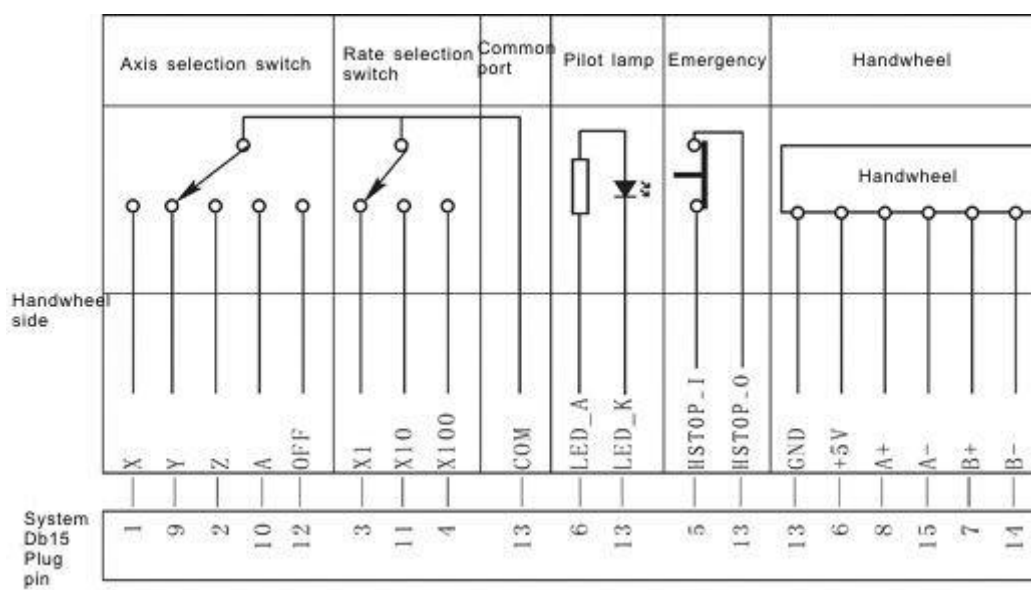 Axis selection switch
Rate selection
switch
Common
port
Pilot lamp
Emergency
Handwheel
Handwheel
Handwheel
side
X
Y
Z
A
OFF
X1
X10
X100
COM
LED_A
LED_K
HSTOP_I
HSTOP_O
GND
+5V
A+
A-
B+
B-
System
Db15
Plug
pin
1
9
2
10
12
3
11
4
13
6
13
5
13
13
6
8
15
7
14